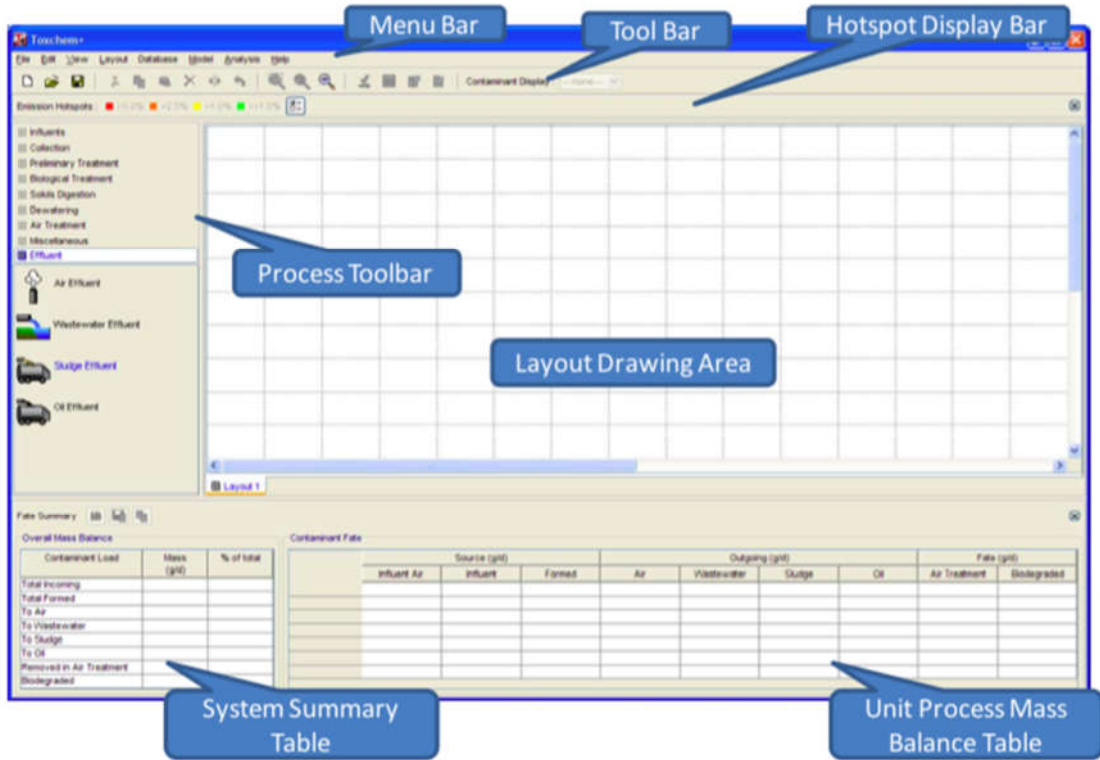 Menu Bar
Tool Bar
Hotspot Display Bar
Toxchem+
File Edit View Layout Database Model Analysis Help
Contaminant Display --None--
Emission Hotspots:
Influents
Collection
Preliminary Treatment
Biological Treatment
Solids Digestion
Dewatering
Air Treatment
Miscellaneous
Effluent
Air Effluent
Wastewater Effluent
Sludge Effluent
Oil Effluent
Process Toolbar
Layout Drawing Area
Layout 1
Fate Summary
Overall Mass Balance
Contaminant Load Mass (g/d) % of total
Total Incoming
Total Formed
To Air
To Wastewater
To Sludge
To Oil
Removed in Air Treatment
Biodegraded
Contaminant Fate
Source (g/d) Outgoing (g/d) Fate (g/d)
Influent Air Influent Formed Air Wastewater Sludge Oil Air Treatment Biodegraded
System Summary
Table
Unit Process Mass
Balance Table